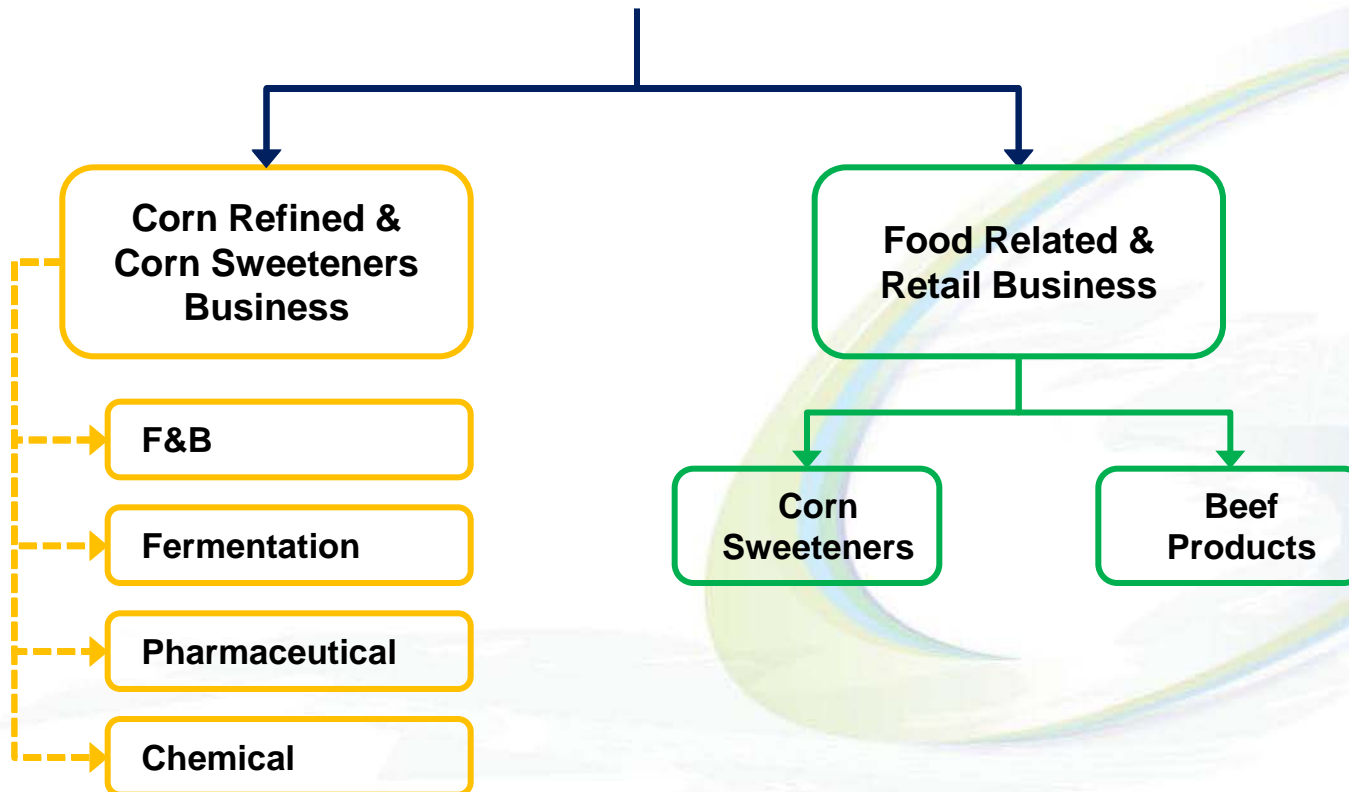 Corn Refined &
Corn Sweeteners
Business
F&B
Fermentation
Pharmaceutical
Chemical
Food Related &
Retail Business
Corn
Sweeteners
Beef
Products